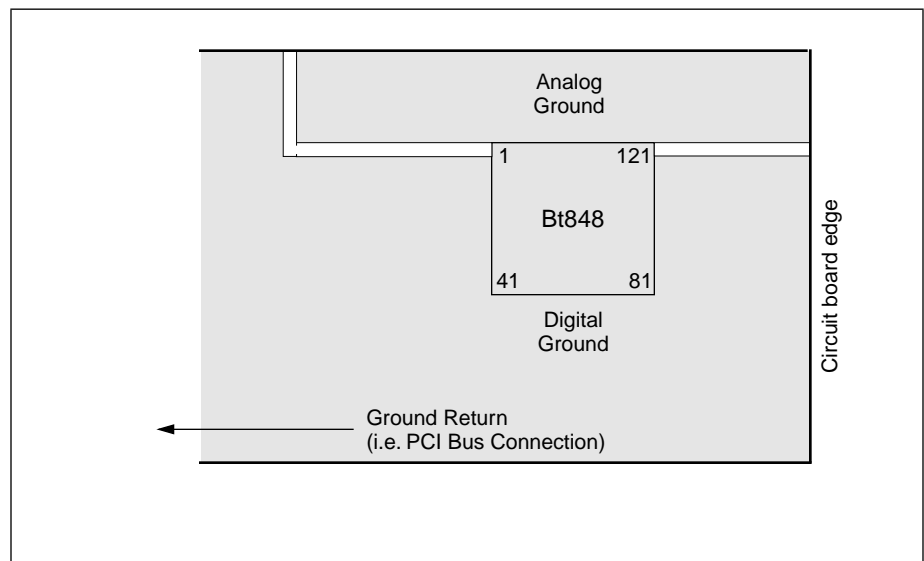 Analog
Ground
1
121
Bt848
41
81
Digital
Ground
Circuit board edge
Ground Return
(i.e. PCI Bus Connection)